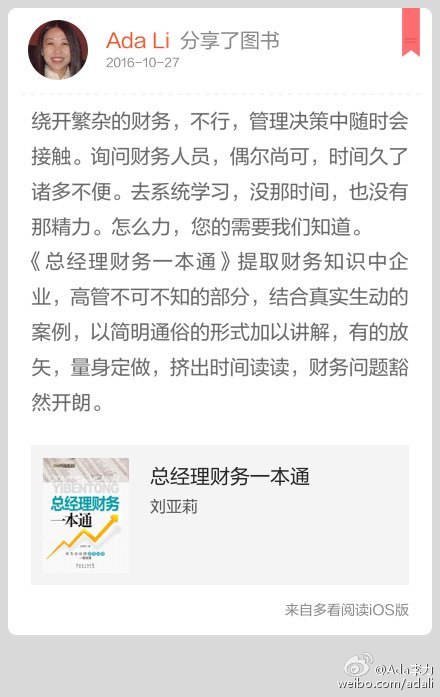 Ada Li 分享了图书
2016-10-27
绕开繁杂的财务，不行，管理决策中随时会
接触。询问财务人员，偶尔尚可，时间久了
诸多不便。去系统学习，没那时间，也没有
那精力。怎么力，您的需要我们知道。
《总经理财务一本通》提取财务知识中企
业，高管不可不知的部分，结合真实生动的
案例，以简明通俗的形式加以讲解，有的放
矢，量身定做，挤出时间读读，财务问题豁
然开朗。
YIBENTONG
总经理财务
一本通
总经理财务一本通
刘亚莉
来自多看阅读iOS版
@Ada李力
weibo.com/adali